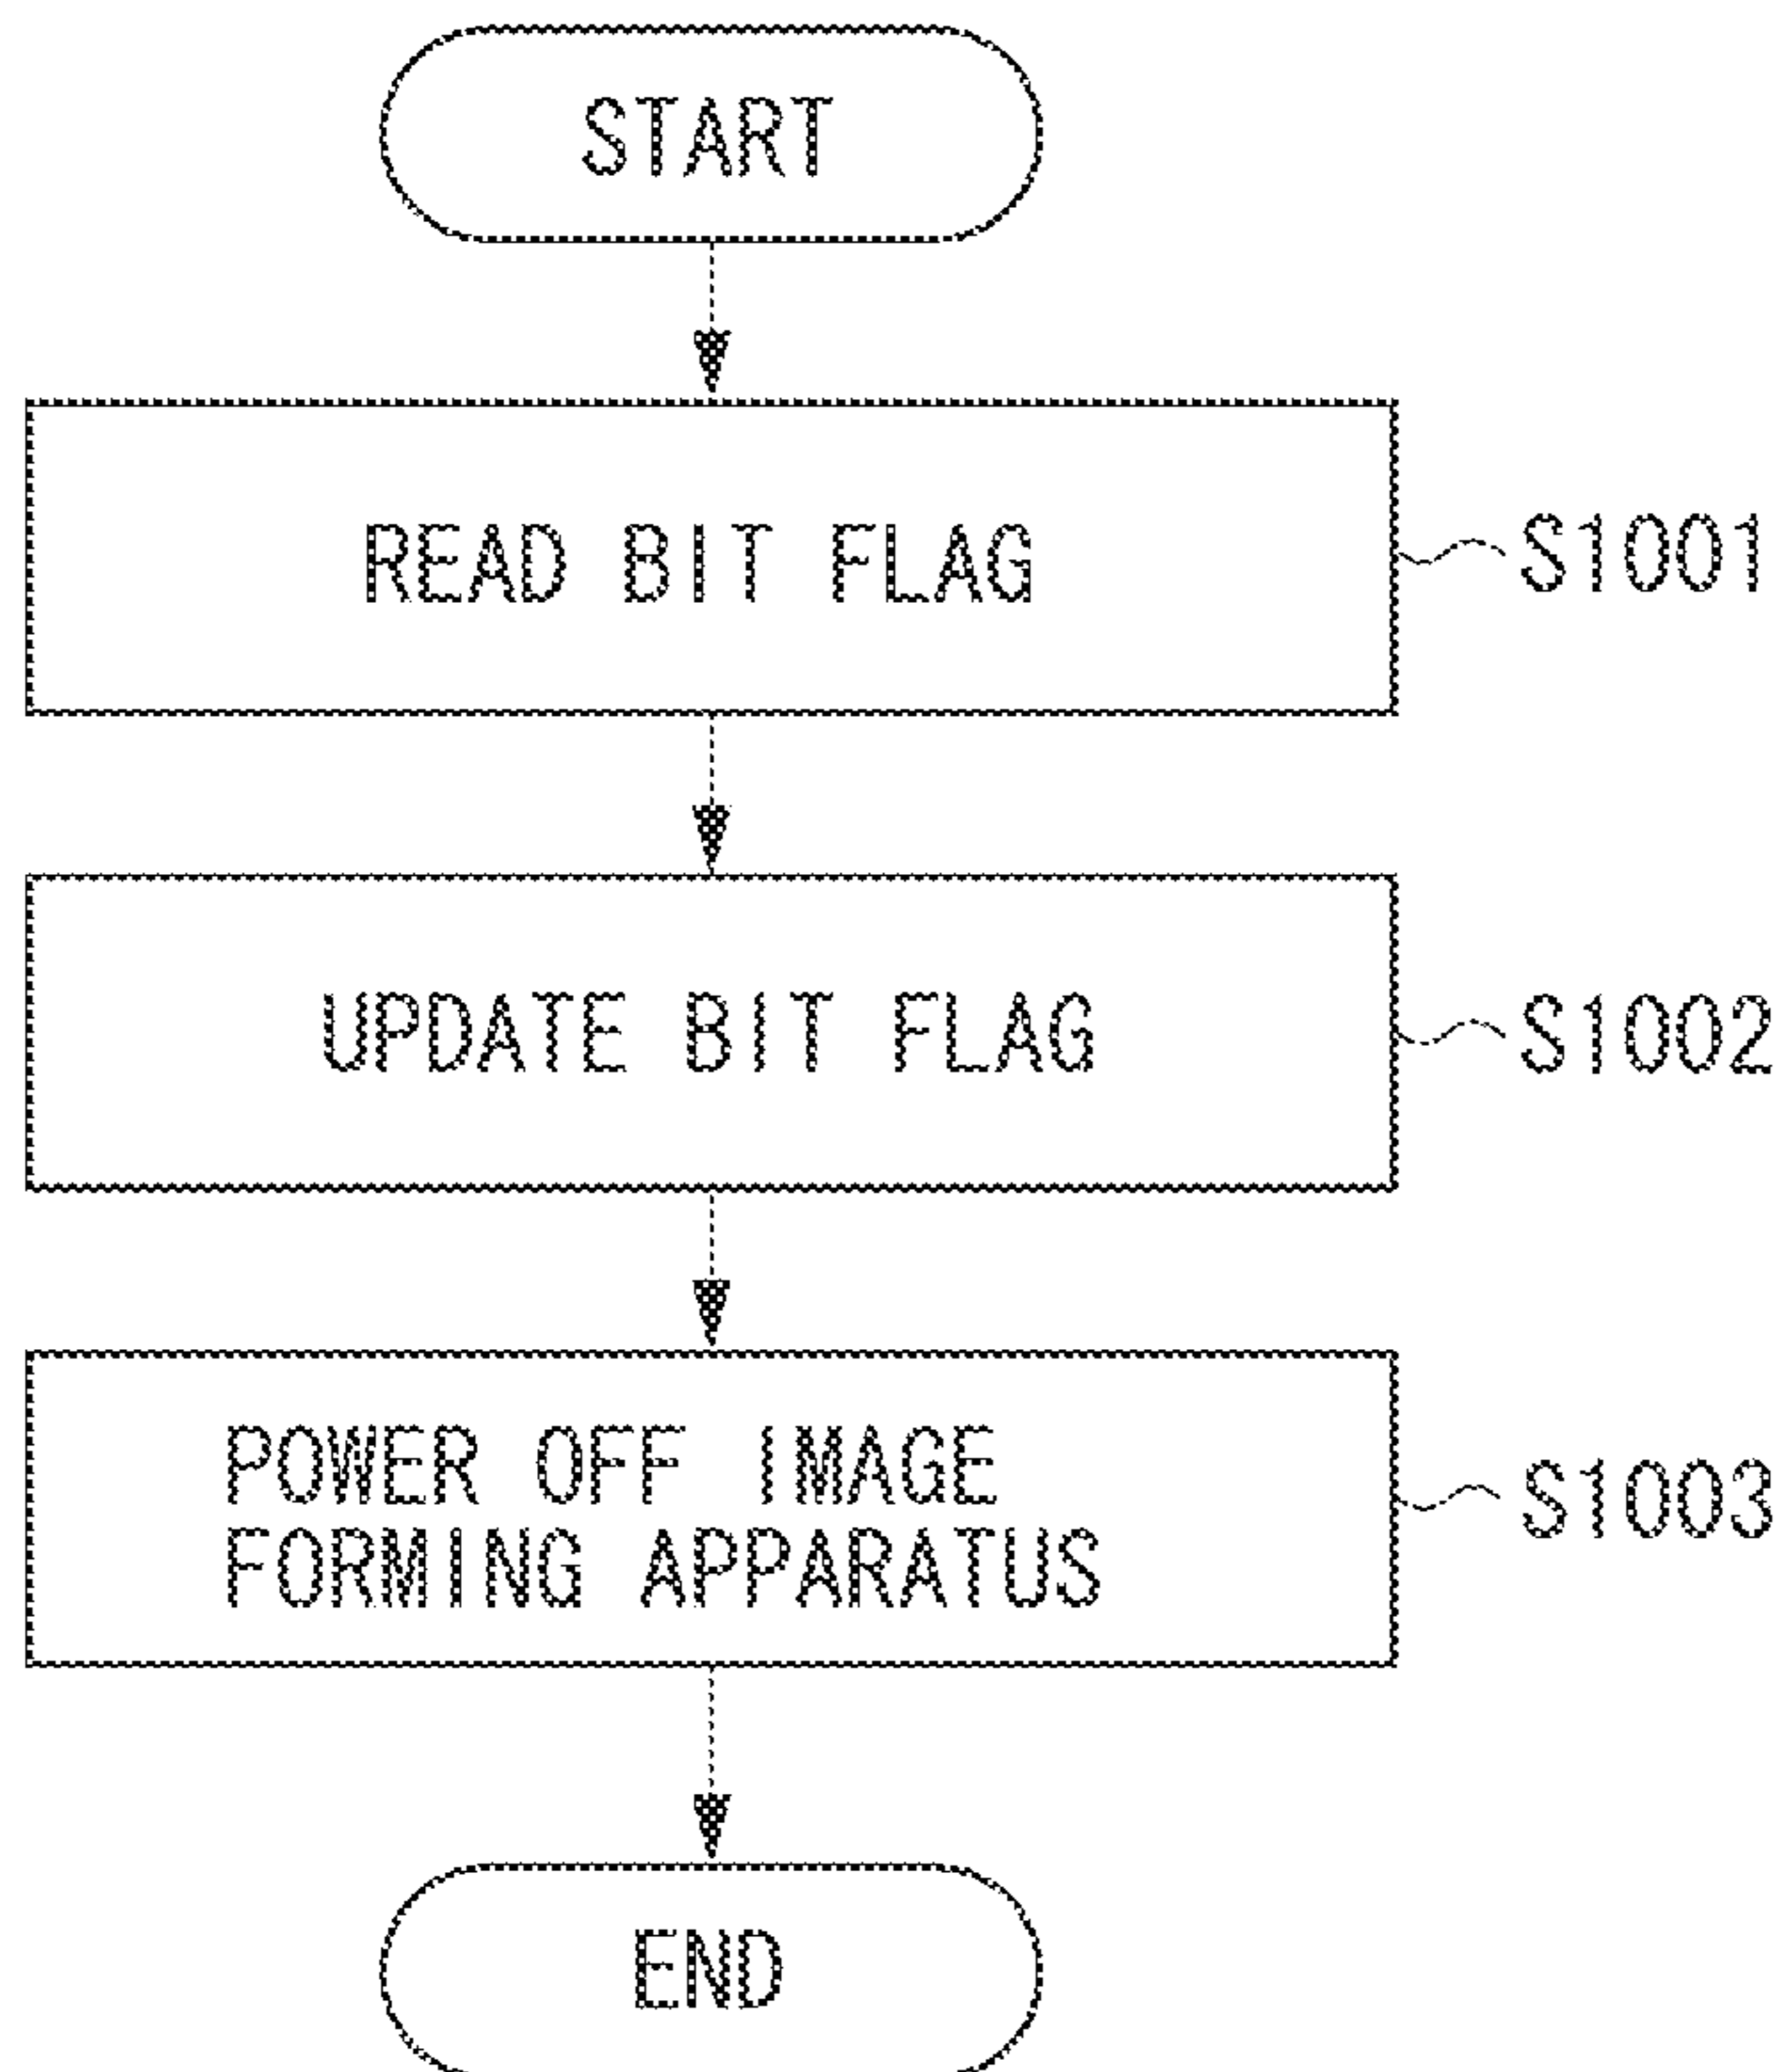 START
READ BIT FLAG
S1001
UPDATE BIT FLAG
S1002
POWER OFF IMAGE
FORMING APPARATUS
S1003
END